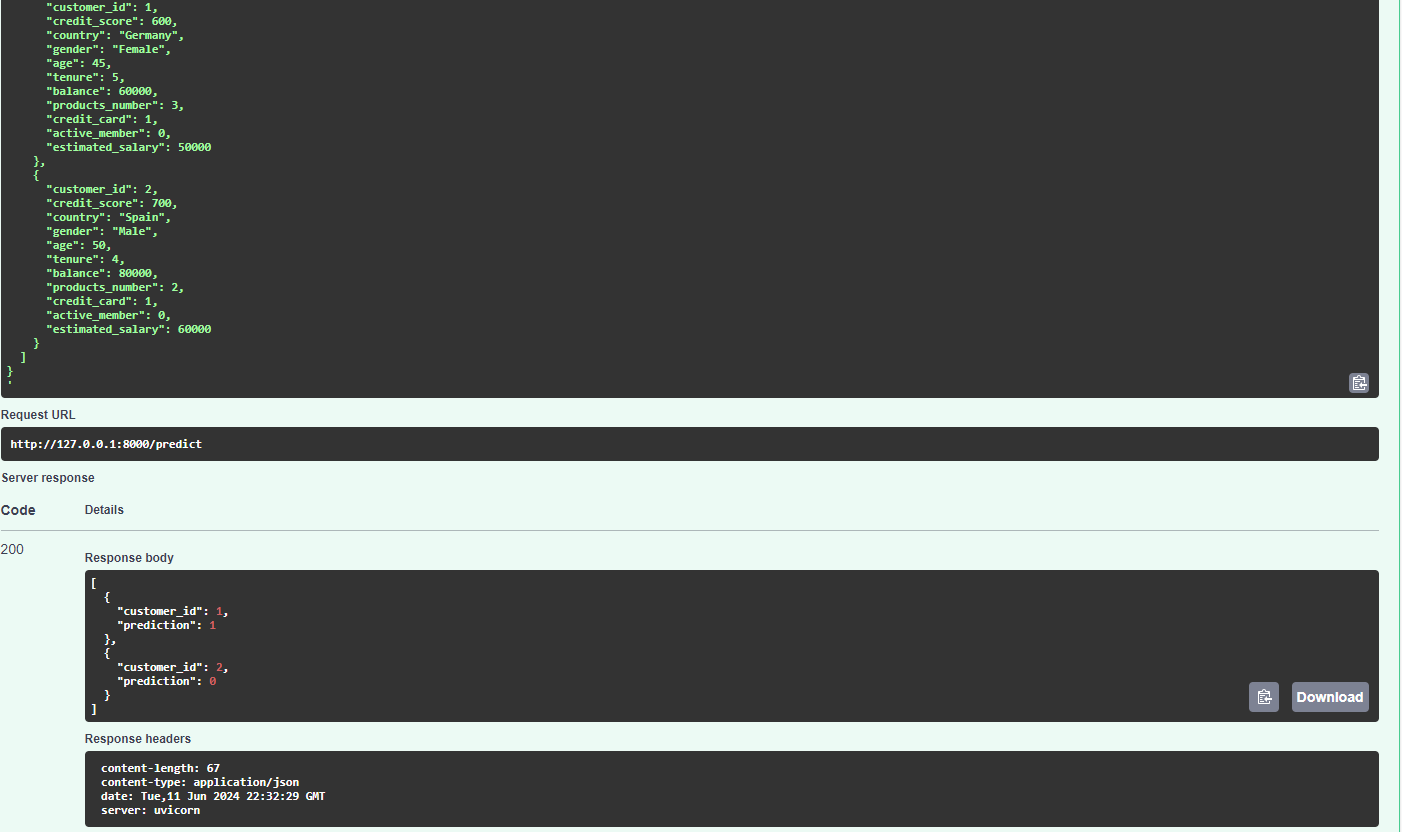 "customer_id": 1,
"credit_score": 600,
"country": "Germany",
"gender": "Female",
"age": 45,
"tenure": 5,
"balance": 60000,
"products_number": 3,
"credit_card": 1,
"active_member": 0,
"estimated_salary": 50000
},
{
"customer_id": 2,
"credit_score": 700,
"country": "Spain",
"gender": "Male",
"age": 50,
"tenure": 4,
"balance": 80000,
"products_number": 2,
"credit_card": 1,
"active_member": 0,
"estimated_salary": 60000
}
]
}
'
Request URL
http://127.0.0.1:8000/predict
Server response
Code Details
200
Response body
[
{
"customer_id": 1,
"prediction": 1
},
{
"customer_id": 2,
"prediction": 0
}
]
Download
Response headers
content-length: 67
content-type: application/json
date: Tue,11 Jun 2024 22:32:29 GMT
server: uvicorn